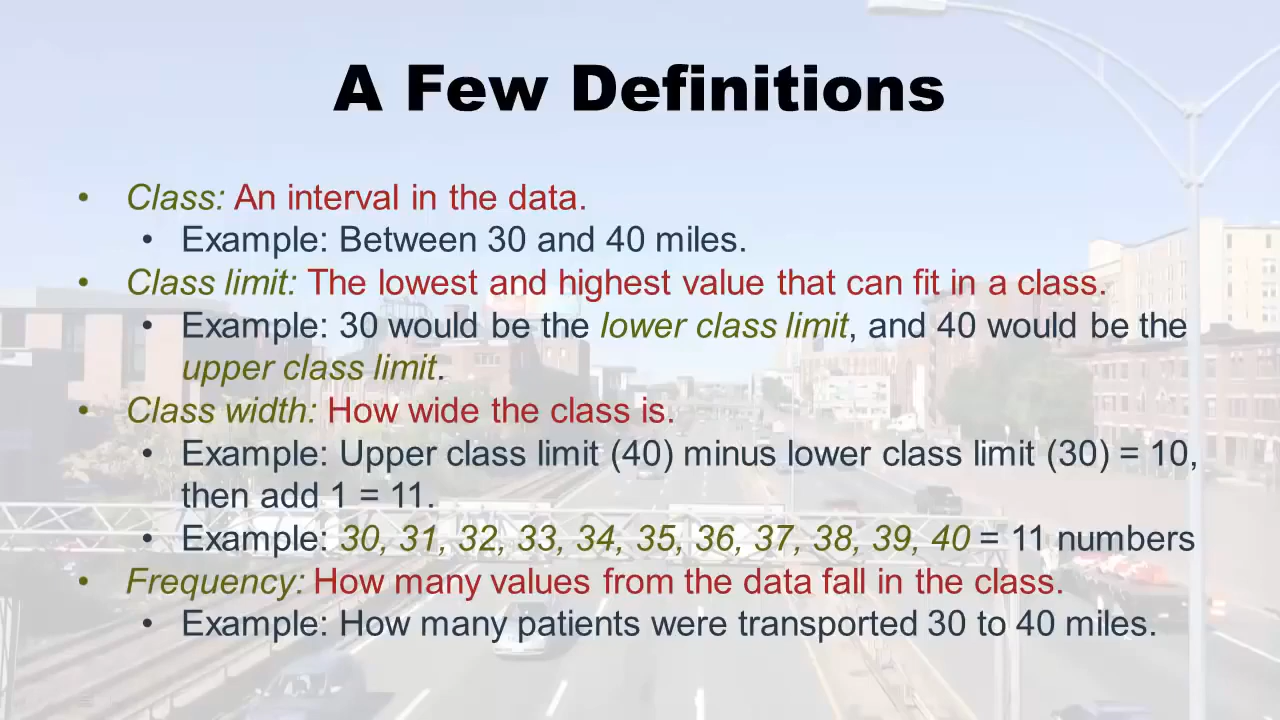 A Few Definitions
• Class: An interval in the data.
• Example: Between 30 and 40 miles.
• Class limit: The lowest and highest value that can fit in a class.
• Example: 30 would be the lower class limit, and 40 would be the
upper class limit.
• Class width: How wide the class is.
• Example: Upper class limit (40) minus lower class limit (30) = 10,
then add 1 = 11.
• Example: 30, 31, 32, 33, 34, 35, 36, 37, 38, 39, 40 = 11 numbers
• Frequency: How many values from the data fall in the class.
• Example: How many patients were transported 30 to 40 miles.